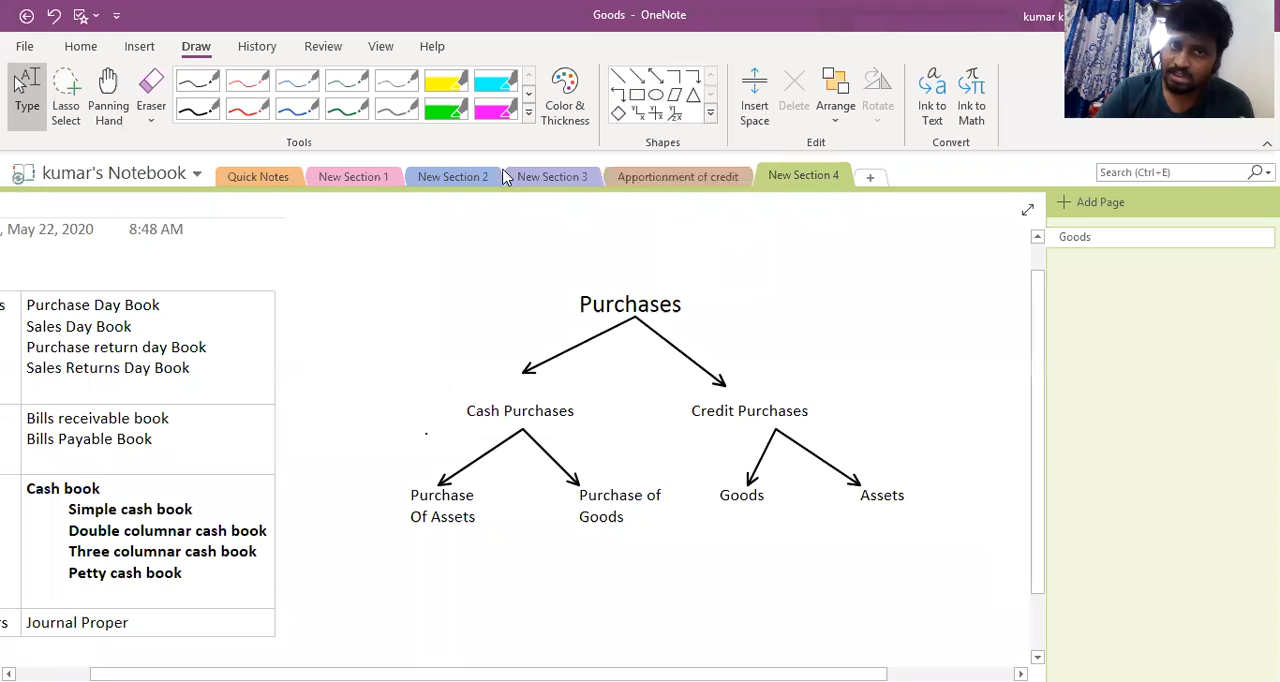 Goods - OneNote
kumar k
File Home Insert Draw History Review View Help
Type
Lasso Select
Panning Hand
Eraser
Color & Thickness
Insert Space
Delete
Arrange
Rotate
Ink to Text
Ink to Math
Tools
Shapes
Edit
Convert
kumar's Notebook
Quick Notes
New Section 1
New Section 2
New Section 3
Apportionment of credit
New Section 4
Search (Ctrl+E)
Add Page
Goods
, May 22, 2020 8:48 AM
s
Purchase Day Book
Sales Day Book
Purchase return day Book
Sales Returns Day Book
Bills receivable book
Bills Payable Book
Cash book
Simple cash book
Double columnar cash book
Three columnar cash book
Petty cash book
rs
Journal Proper
Purchases
Cash Purchases
Credit Purchases
Purchase
Of Assets
Purchase of
Goods
Goods
Assets